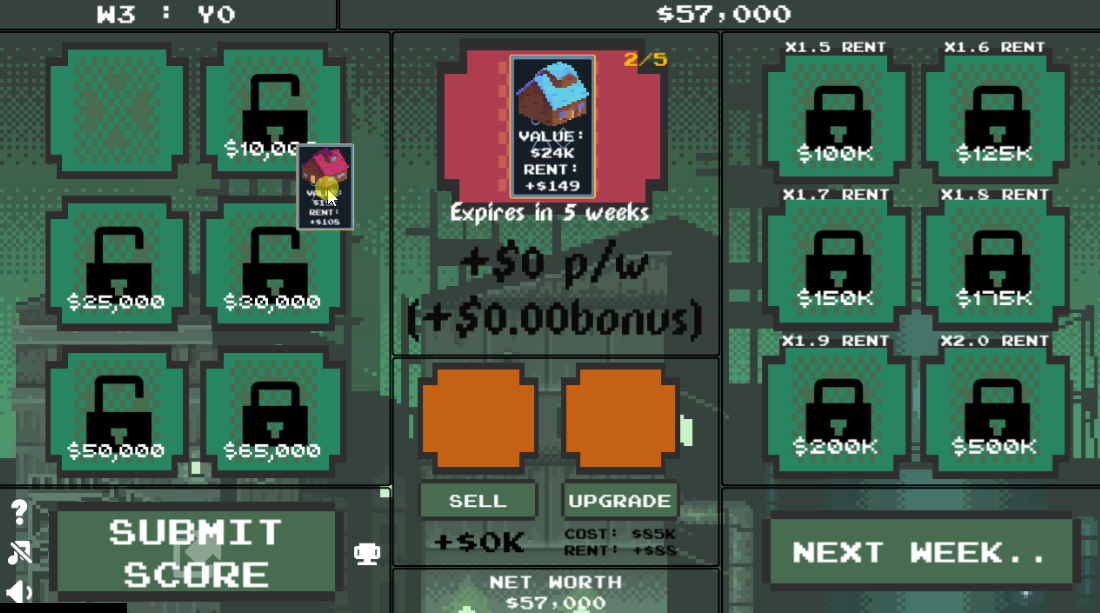 W3 : Y0
$57,000
$10,000
$25,000
$30,000
$50,000
$65,000
RENT:
+$105
2/5
VALUE:
$24K
RENT:
+$149
Expires in 5 weeks
+$0 p/w
(+$0.00bonus)
SELL
UPGRADE
+$0K
COST: $85K
RENT: +$88
NET WORTH
$57,000
X1.5 RENT
X1.6 RENT
$100K
$125K
X1.7 RENT
X1.8 RENT
$150K
$175K
X1.9 RENT
X2.0 RENT
$200K
$500K
?
SUBMIT
SCORE
NEXT WEEK..